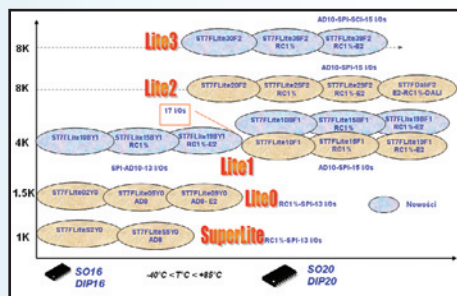 AD10-SPI-SCI-15 I/Os
8K
Lite3
ST7FLite30F2
ST7FLite35F2
RC1%
ST7FLite39F2
RC1%-E2
AD10-SPI-15 I/Os
8K
Lite2
ST7FLite20F2
ST7FLite25F2
RC1%
ST7FLite29F2
RC1%-E2
ST7FDaliF2
E2-RC1%-DALI
17 I/Os
4K
ST7FLite10BY1
ST7FLite15BY1
RC1%
ST7FLite19BY1
RC1%-E2
ST7FLite10BF1
ST7FLite15BF1
RC1%
ST7FLite19BF1
RC1%-E2
ST7FLite10F1
ST7FLite15F1
RC1%
ST7FLite19F1
RC1%-E2
SPI-AD10-13 I/Os
Lite1
AD10-SPI-15 I/Os
1.5K
ST7FLite02Y0
ST7FLite05Y0
AD8
ST7FLite09Y0
AD8- E2
Lite0
RC1%-SPI-13 I/Os
Nowości
1K
ST7FLiteS2Y0
ST7FLiteS5Y0
AD8
SuperLite
RC1%-SPI-13 I/Os
SO16
DIP16
-40°C < T°C < +85°C
SO20
DIP20